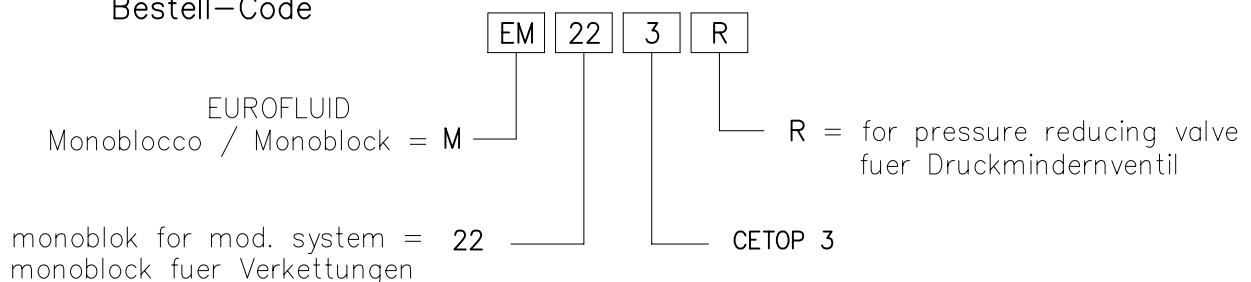 Bestell-Code
EM 22 3 R
EUROFLUID
Monoblocco / Monoblock = M
R = for pressure reducing valve
fuer Druckmindernventil
monoblok for mod. system = 22
monoblock fuer Verkettungen
CETOP 3